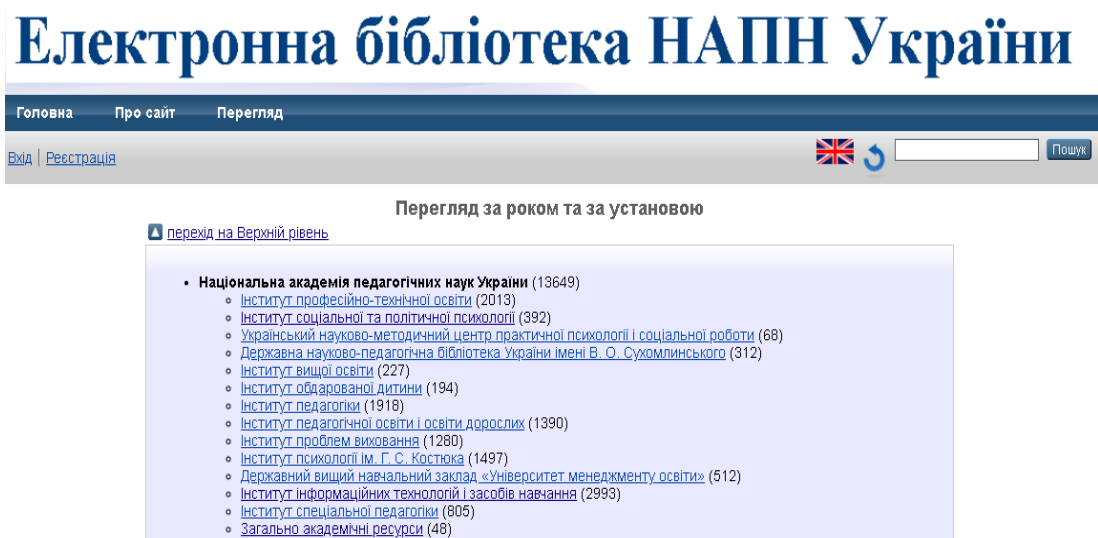 Електронна бібліотека НАПН України
Головна Про сайт Перегляд
Вхід | Реєстрація Пошук
Перегляд за роком та за установою
перехід на Верхній рівень
• Національна академія педагогічних наук України (13649)
Інститут професійно-технічної освіти (2013)
Інститут соціальної та політичної психології (392)
Український науково-методичний центр практичної психології і соціальної роботи (68)
Державна науково-педагогічна бібліотека України імені В. О. Сухомлинського (312)
Інститут вищої освіти (227)
Інститут обдарованої дитини (194)
Інститут педагогіки (1918)
Інститут педагогічної освіти і освіти дорослих (1390)
Інститут проблем виховання (1280)
Інститут психології ім. Г. С. Костюка (1497)
Державний вищий навчальний заклад «Університет менеджменту освіти» (512)
Інститут інформаційних технологій і засобів навчання (2993)
Інститут спеціальної педагогіки (805)
Загально академічні ресурси (48)